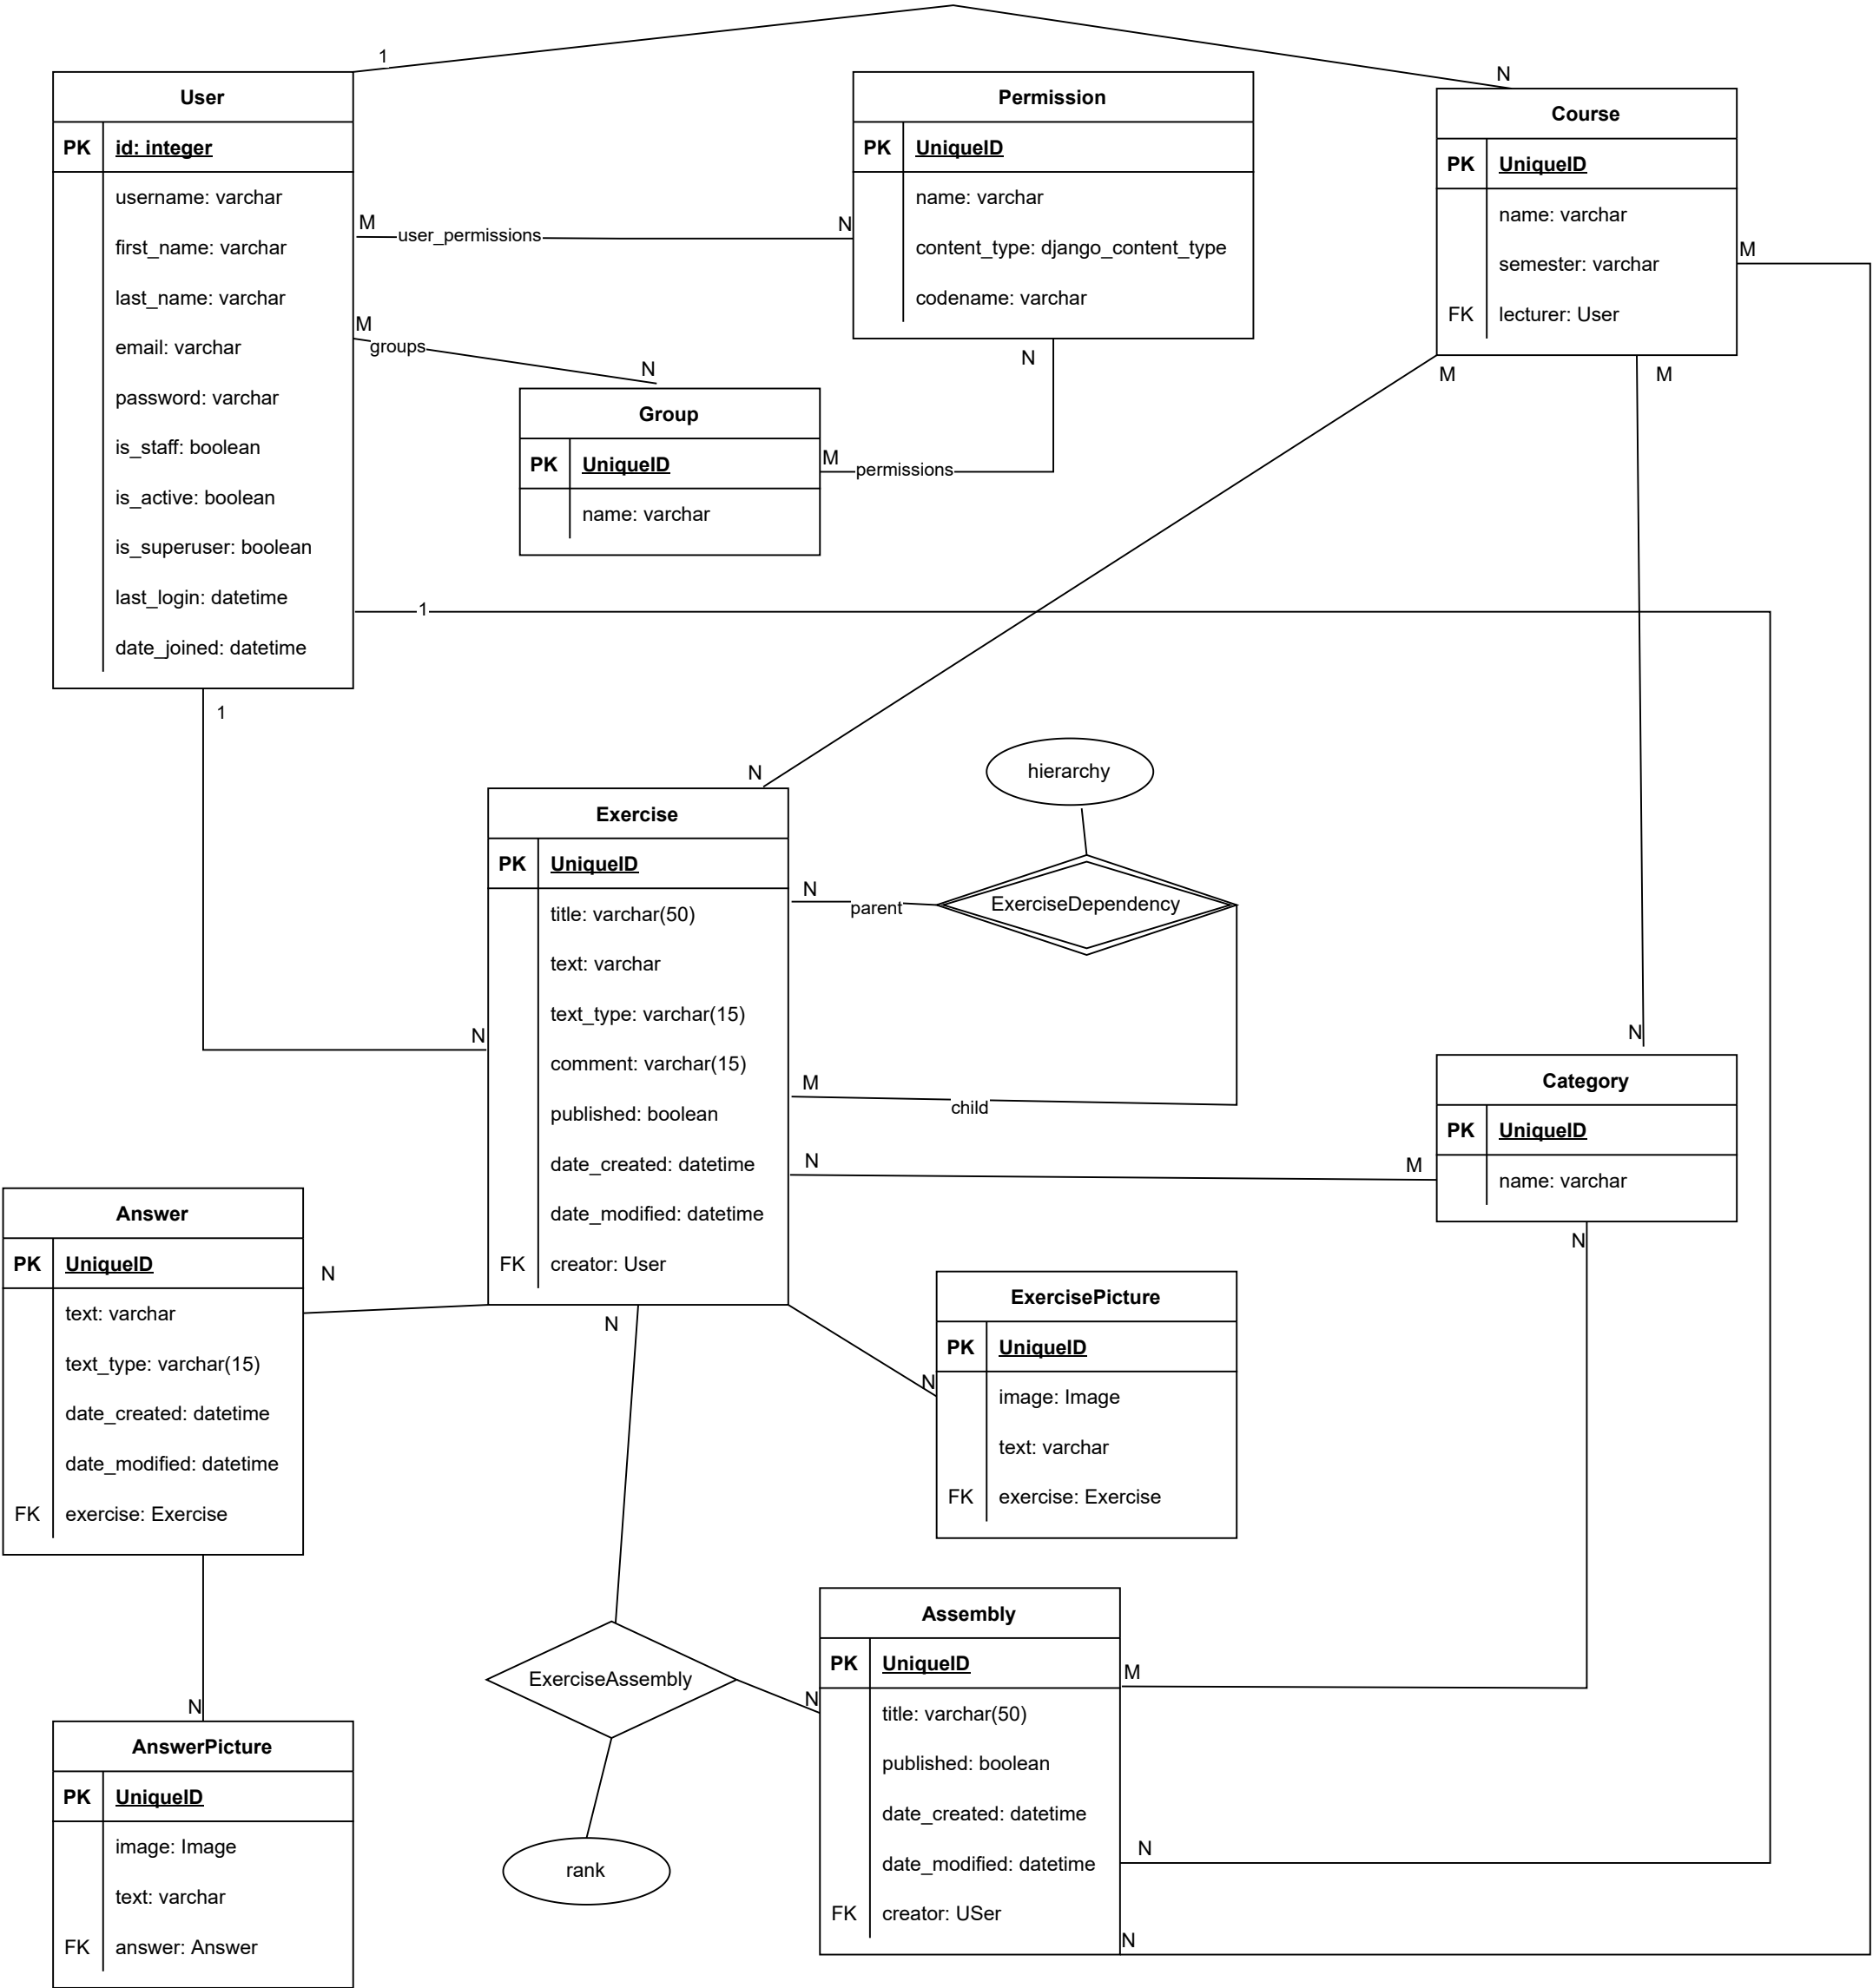 1
N
User
PK id: integer
username: varchar
first_name: varchar
last_name: varchar
email: varchar
password: varchar
is_staff: boolean
is_active: boolean
is_superuser: boolean
last_login: datetime
date_joined: datetime
Permission
PK UniqueID
name: varchar
content_type: django_content_type
codename: varchar
Course
PK UniqueID
name: varchar
semester: varchar
FK lecturer: User
M user_permissions N
M
groups
N
Group
PK UniqueID
name: varchar
N
M
permissions
M
M
M
1
1
N
hierarchy
Exercise
PK UniqueID
title: varchar(50)
text: varchar
text_type: varchar(15)
comment: varchar(15)
published: boolean
date_created: datetime
date_modified: datetime
FK creator: User
N
parent
ExerciseDependency
M
child
N
N
N
M
Category
PK UniqueID
name: varchar
N
Answer
PK UniqueID
text: varchar
text_type: varchar(15)
date_created: datetime
date_modified: datetime
FK exercise: Exercise
N
N
N
ExercisePicture
PK UniqueID
image: Image
text: varchar
FK exercise: Exercise
ExerciseAssembly
N
rank
Assembly
PK UniqueID
title: varchar(50)
published: boolean
date_created: datetime
date_modified: datetime
FK creator: USer
M
N
N
N
AnswerPicture
PK UniqueID
image: Image
text: varchar
FK answer: Answer